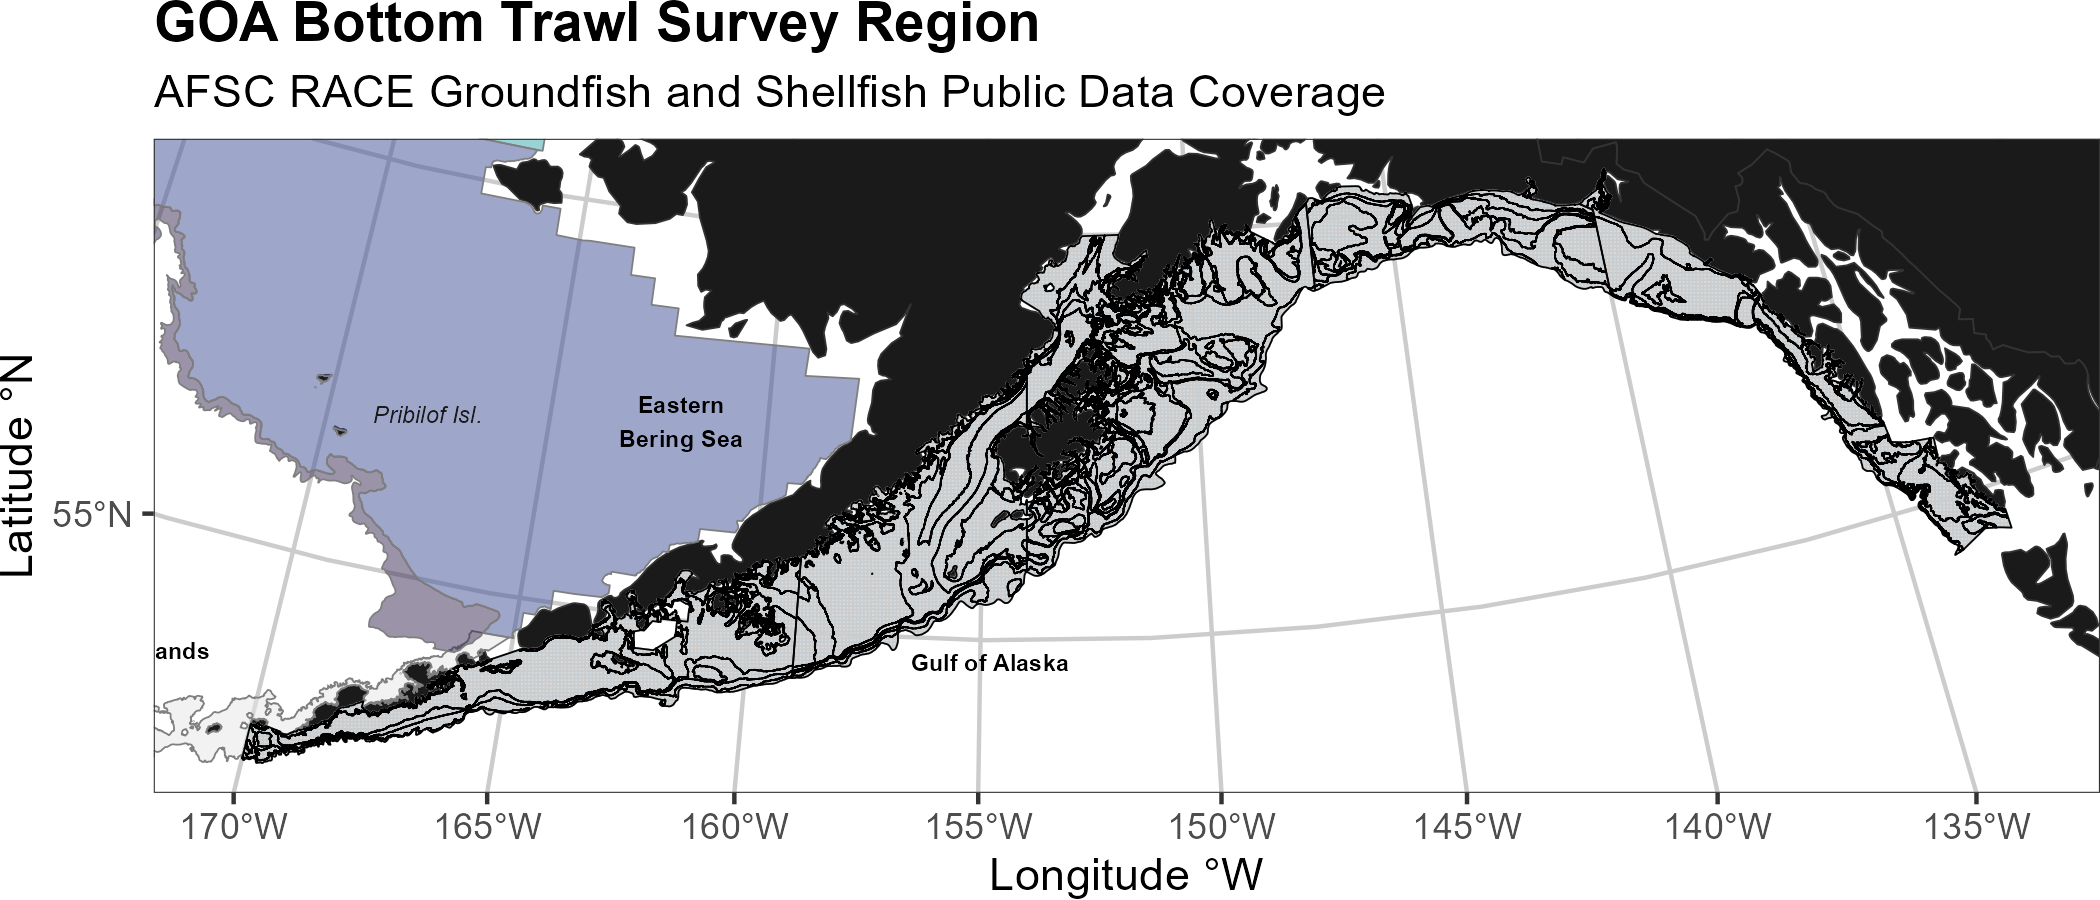 GOA Bottom Trawl Survey Region
AFSC RACE Groundfish and Shellfish Public Data Coverage
Latitude °N
55°N
Pribilof Isl.
Eastern
Bering Sea
ands
Gulf of Alaska
170°W 165°W 160°W 155°W 150°W 145°W 140°W 135°W
Longitude °W